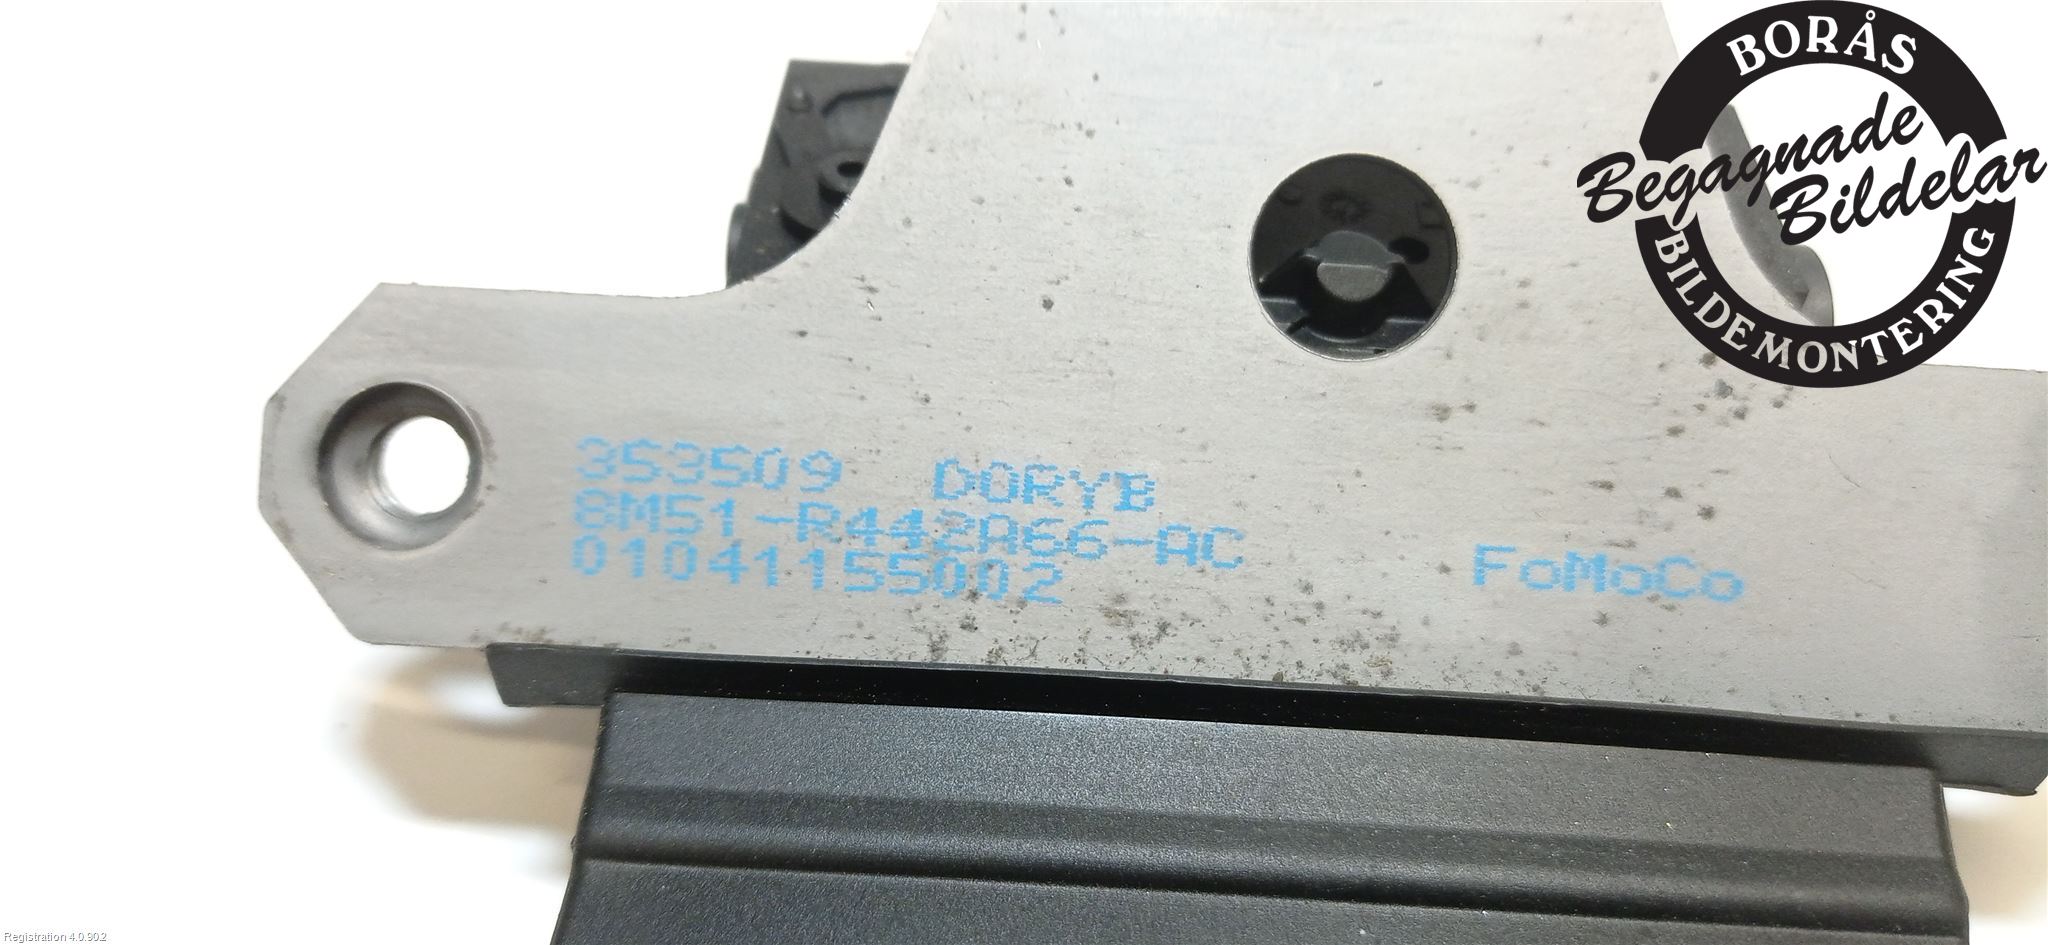 BORÅS
Begagnade
Bildelar
BILDEMONTERING
353509 DORYB
8M51-R442A66-AC
01041155002
FoMoCo
Registration 4.0.90.2